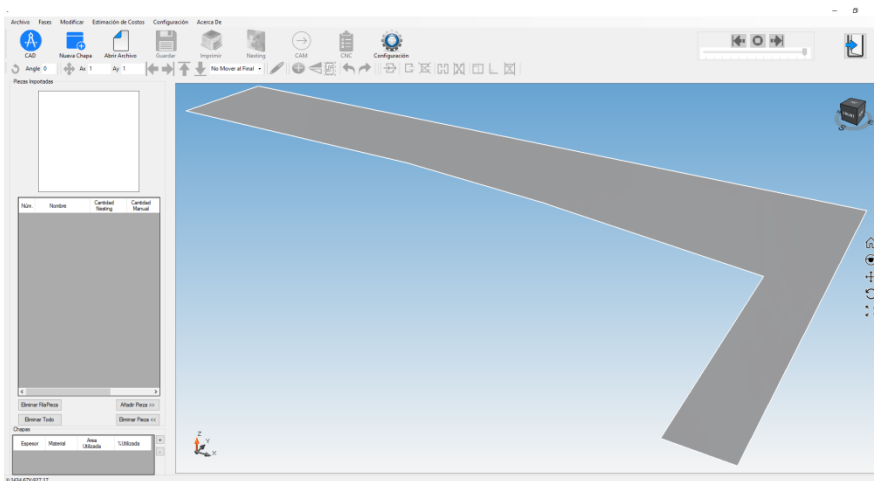 Archivo Fases Modificar Estimación de Costos Configuración Acerca De
CAD Nueva Chapa Abrir Archivo Guardar Imprimir Nesting CAM CNC Configuración
Angle 0 Ax 1 Ay 1 No Mover al Final
Piezas Importadas
Núm. Nombre Cantidad Nesting Cantidad Manual
Eliminar FilaPieza Añadir Pieza >>
Eliminar Todo Eliminar Pieza <<
Chapas
Espesor Material Área Utilizada %Utilizada
FRONT
Z
Y
X